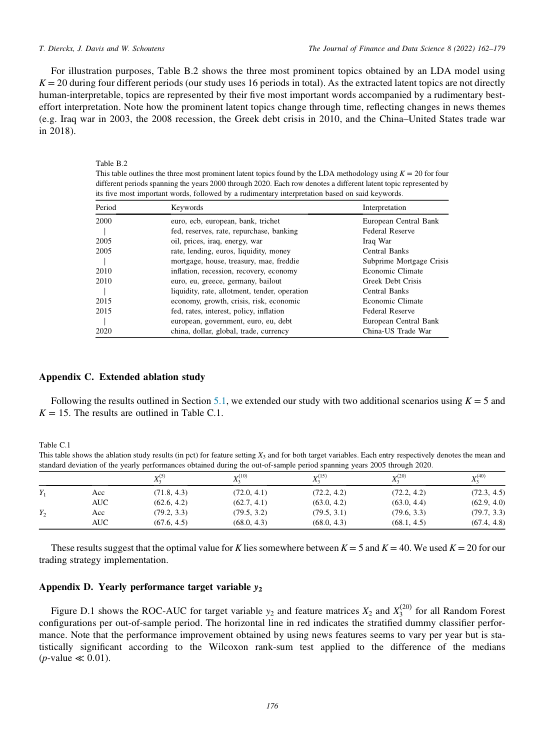 T. Diercks, J. Davis and W. Schoutens
The Journal of Finance and Data Science 8 (2022) 162–179
For illustration purposes, Table B.2 shows the three most prominent topics obtained by an LDA model using
K = 20 during four different periods (our study uses 16 periods in total). As the extracted latent topics are not directly
human-interpretable, topics are represented by their five most important words accompanied by a rudimentary best-
effort interpretation. Note how the prominent latent topics change through time, reflecting changes in news themes
(e.g. Iraq war in 2003, the 2008 recession, the Greek debt crisis in 2010, and the China–United States trade war
in 2018).
Table B.2
This table outlines the three most prominent latent topics found by the LDA methodology using K = 20 for four
different periods spanning the years 2000 through 2020. Each row denotes a different latent topic represented by
its five most important words, followed by a rudimentary interpretation based on said keywords.
Period Keywords Interpretation
2000 euro, ecb, european, bank, trichet European Central Bank
| fed, reserves, rate, repurchase, banking Federal Reserve
2005 oil, prices, iraq, energy, war Iraq War
2005 rate, lending, euros, liquidity, money Central Banks
| mortgage, house, treasury, mae, freddie Subprime Mortgage Crisis
2010 inflation, recession, recovery, economy Economic Climate
2010 euro, eu, greece, germany, bailout Greek Debt Crisis
| liquidity, rate, allotment, tender, operation Central Banks
2015 economy, growth, crisis, risk, economic Economic Climate
2015 fed, rates, interest, policy, inflation Federal Reserve
| european, government, euro, eu, debt European Central Bank
2020 china, dollar, global, trade, currency China-US Trade War
Appendix C. Extended ablation study
Following the results outlined in Section 5.1, we extended our study with two additional scenarios using K = 5 and
K = 15. The results are outlined in Table C.1.
Table C.1
This table shows the ablation study results (in pct) for feature setting X₃ and for both target variables. Each entry respectively denotes the mean and
standard deviation of the yearly performances obtained during the out-of-sample period spanning years 2005 through 2020.
X₃⁽⁵⁾ X₃⁽¹⁰⁾ X₃⁽¹⁵⁾ X₃⁽²⁰⁾ X₃⁽⁴⁰⁾
Y₁ Acc (71.8, 4.3) (72.0, 4.1) (72.2, 4.2) (72.2, 4.2) (72.3, 4.5)
AUC (62.6, 4.2) (62.7, 4.1) (63.0, 4.2) (63.0, 4.4) (62.9, 4.0)
Y₂ Acc (79.2, 3.3) (79.5, 3.2) (79.5, 3.1) (79.6, 3.3) (79.7, 3.3)
AUC (67.6, 4.5) (68.0, 4.3) (68.0, 4.3) (68.1, 4.5) (67.4, 4.8)
These results suggest that the optimal value for K lies somewhere between K = 5 and K = 40. We used K = 20 for our
trading strategy implementation.
Appendix D. Yearly performance target variable y₂
Figure D.1 shows the ROC-AUC for target variable y₂ and feature matrices X₂ and X₃⁽²⁰⁾ for all Random Forest
configurations per out-of-sample period. The horizontal line in red indicates the stratified dummy classifier perfor-
mance. Note that the performance improvement obtained by using news features seems to vary per year but is sta-
tistically significant according to the Wilcoxon rank-sum test applied to the difference of the medians
(p-value ≪ 0.01).
176